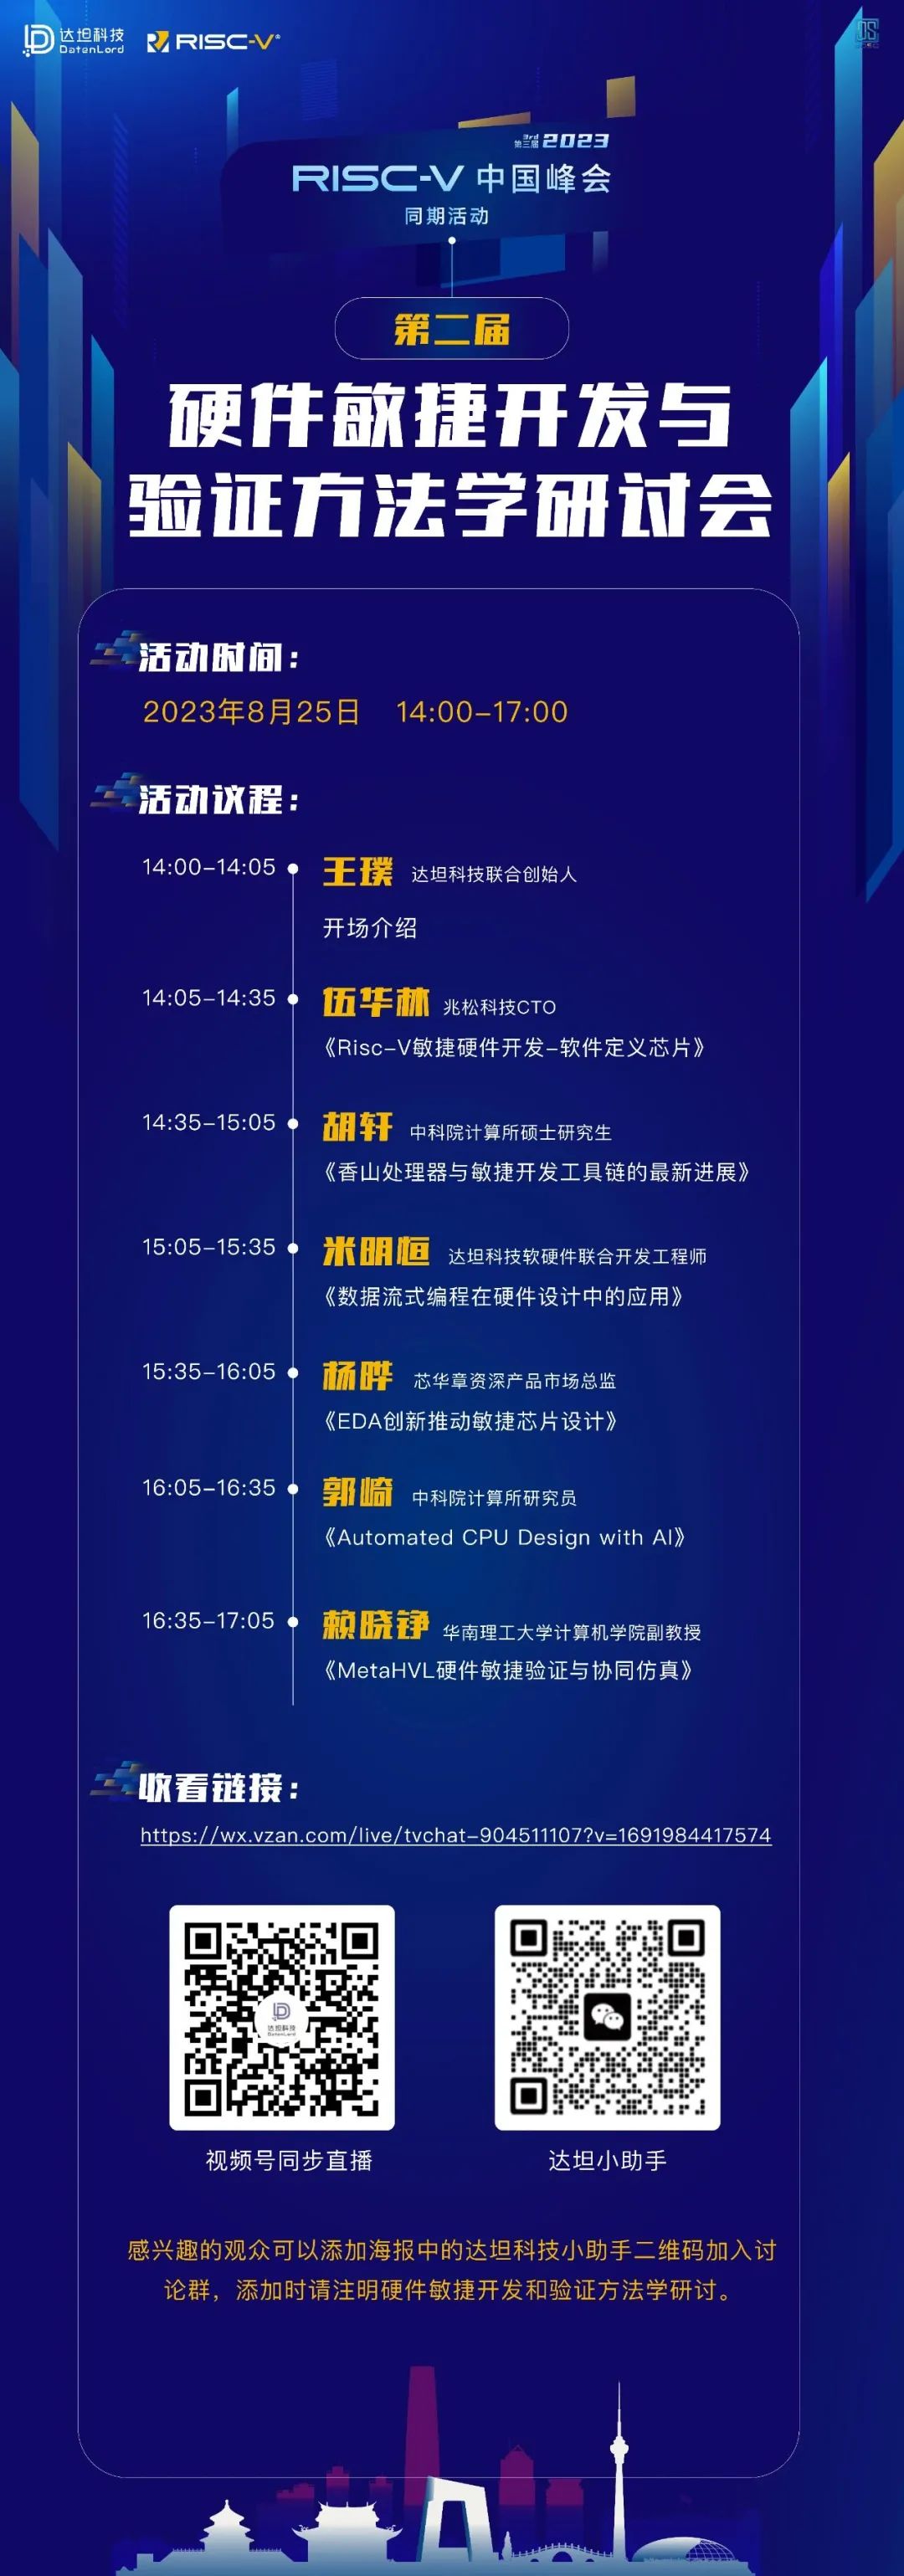 达坦科技
DatenLord
RISC-V®
3rd
第三届 2023
RISC-V 中国峰会
同期活动
第二届
硬件敏捷开发与
验证方法学研讨会
活动时间：
2023年8月25日 14:00-17:00
活动议程：
14:00-14:05 王璞 达坦科技联合创始人
开场介绍
14:05-14:35 伍华林 兆松科技CTO
《Risc-V敏捷硬件开发-软件定义芯片》
14:35-15:05 胡轩 中科院计算所硕士研究生
《香山处理器与敏捷开发工具链的最新进展》
15:05-15:35 米明恒 达坦科技软硬件联合开发工程师
《数据流式编程在硬件设计中的应用》
15:35-16:05 杨晔 芯华章资深产品市场总监
《EDA创新推动敏捷芯片设计》
16:05-16:35 郭崎 中科院计算所研究员
《Automated CPU Design with AI》
16:35-17:05 赖晓铮 华南理工大学计算机学院副教授
《MetaHVL硬件敏捷验证与协同仿真》
收看链接：
https://wx.vzan.com/live/tvchat-904511107?v=1691984417574
达坦科技
DatenLord
视频号同步直播
达坦小助手
感兴趣的观众可以添加海报中的达坦科技小助手二维码加入讨
论群，添加时请注明硬件敏捷开发和验证方法学研讨。